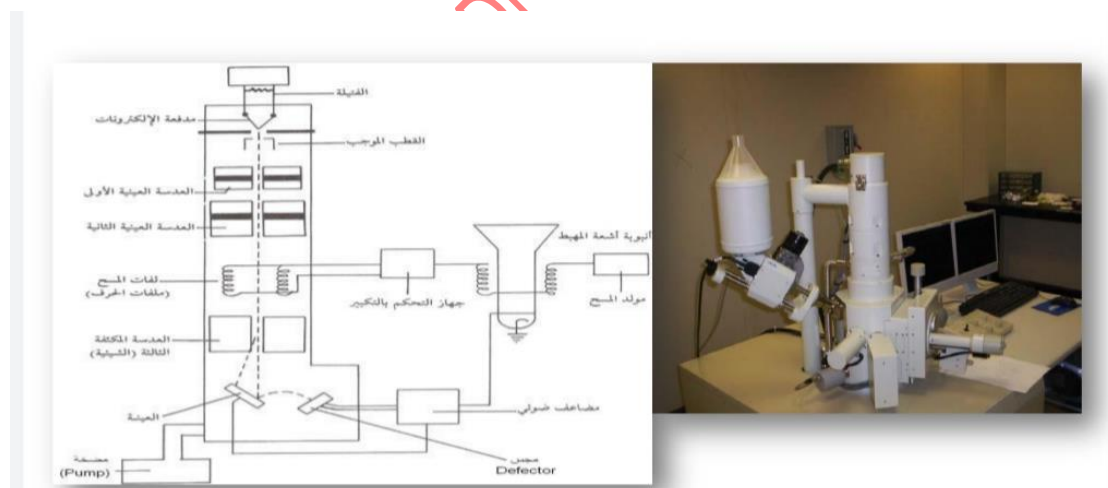 الفتيلة
مدفعة الإلكترونات
القطب الموجب
العدسة العينية الأولى
العدسة العينية الثانية
أنبوبة أشعة المهبط
لفات المسح
(ملفات الحرف)
جهاز التحكم بالتكبير
مولد المسح
العدسة المكثفة
الثالثة (الشيئية)
العينة
مضاعف ضوئي
مضخة
(Pump)
مجس
Defector